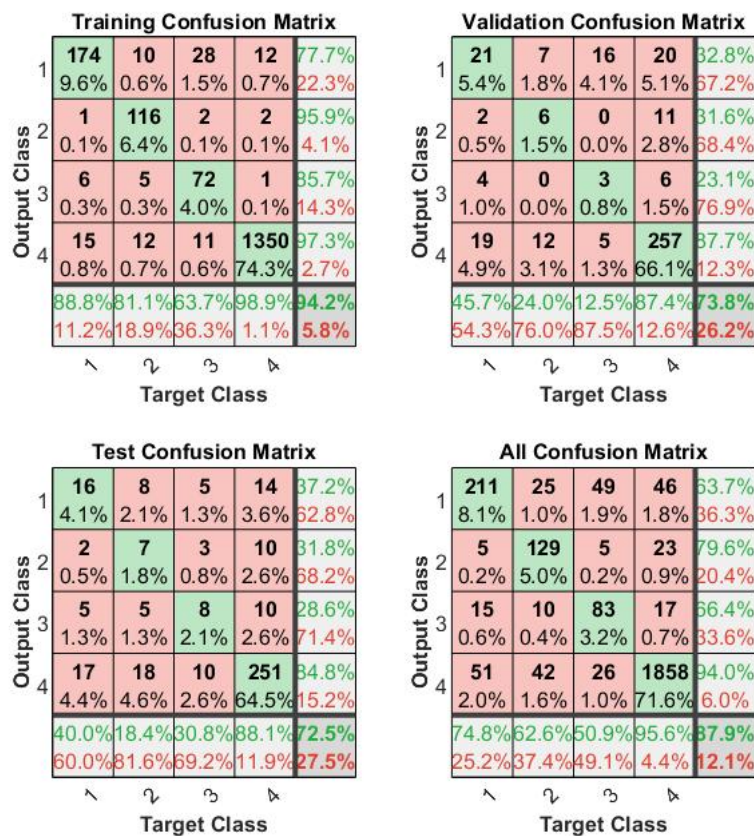 Training Confusion Matrix
174 10 28 12 77.7%
1
9.6% 0.6% 1.5% 0.7% 22.3%
1 116 2 2 95.9%
2
0.1% 6.4% 0.1% 0.1% 4.1%
6 5 72 1 85.7%
3
0.3% 0.3% 4.0% 0.1% 14.3%
15 12 11 1350 97.3%
4
0.8% 0.7% 0.6% 74.3% 2.7%
88.8% 81.1% 63.7% 98.9% 94.2%
11.2% 18.9% 36.3% 1.1% 5.8%
1 2 3 4
Output Class
Target Class
Validation Confusion Matrix
21 7 16 20 32.8%
1
5.4% 1.8% 4.1% 5.1% 67.2%
2 6 0 11 31.6%
2
0.5% 1.5% 0.0% 2.8% 68.4%
4 0 3 6 23.1%
3
1.0% 0.0% 0.8% 1.5% 76.9%
19 12 5 257 87.7%
4
4.9% 3.1% 1.3% 66.1% 12.3%
45.7% 24.0% 12.5% 87.4% 73.8%
54.3% 76.0% 87.5% 12.6% 26.2%
1 2 3 4
Output Class
Target Class
Test Confusion Matrix
16 8 5 14 37.2%
1
4.1% 2.1% 1.3% 3.6% 62.8%
2 7 3 10 31.8%
2
0.5% 1.8% 0.8% 2.6% 68.2%
5 5 8 10 28.6%
3
1.3% 1.3% 2.1% 2.6% 71.4%
17 18 10 251 84.8%
4
4.4% 4.6% 2.6% 64.5% 15.2%
40.0% 18.4% 30.8% 88.1% 72.5%
60.0% 81.6% 69.2% 11.9% 27.5%
1 2 3 4
Output Class
Target Class
All Confusion Matrix
211 25 49 46 63.7%
1
8.1% 1.0% 1.9% 1.8% 36.3%
5 129 5 23 79.6%
2
0.2% 5.0% 0.2% 0.9% 20.4%
15 10 83 17 66.4%
3
0.6% 0.4% 3.2% 0.7% 33.6%
51 42 26 1858 94.0%
4
2.0% 1.6% 1.0% 71.6% 6.0%
74.8% 62.6% 50.9% 95.6% 87.9%
25.2% 37.4% 49.1% 4.4% 12.1%
1 2 3 4
Output Class
Target Class